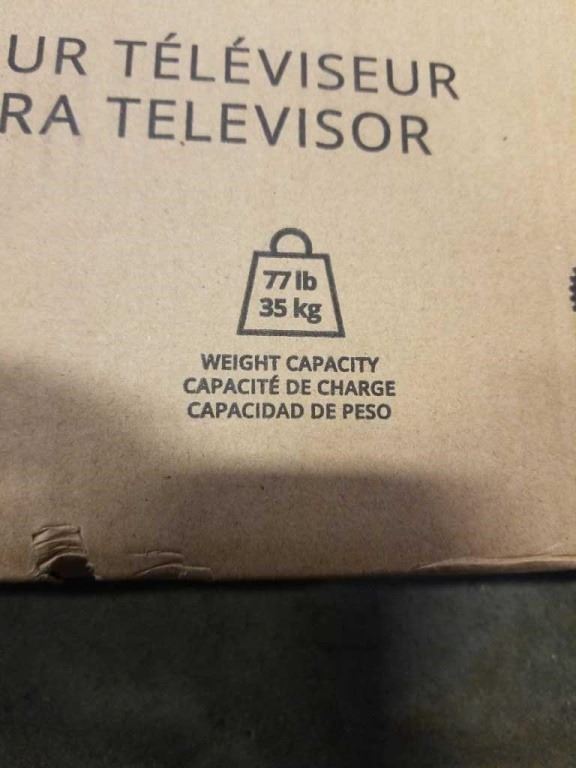 UR TÉLÉVISEUR
RA TELEVISOR
77 lb
35 kg
WEIGHT CAPACITY
CAPACITÉ DE CHARGE
CAPACIDAD DE PESO